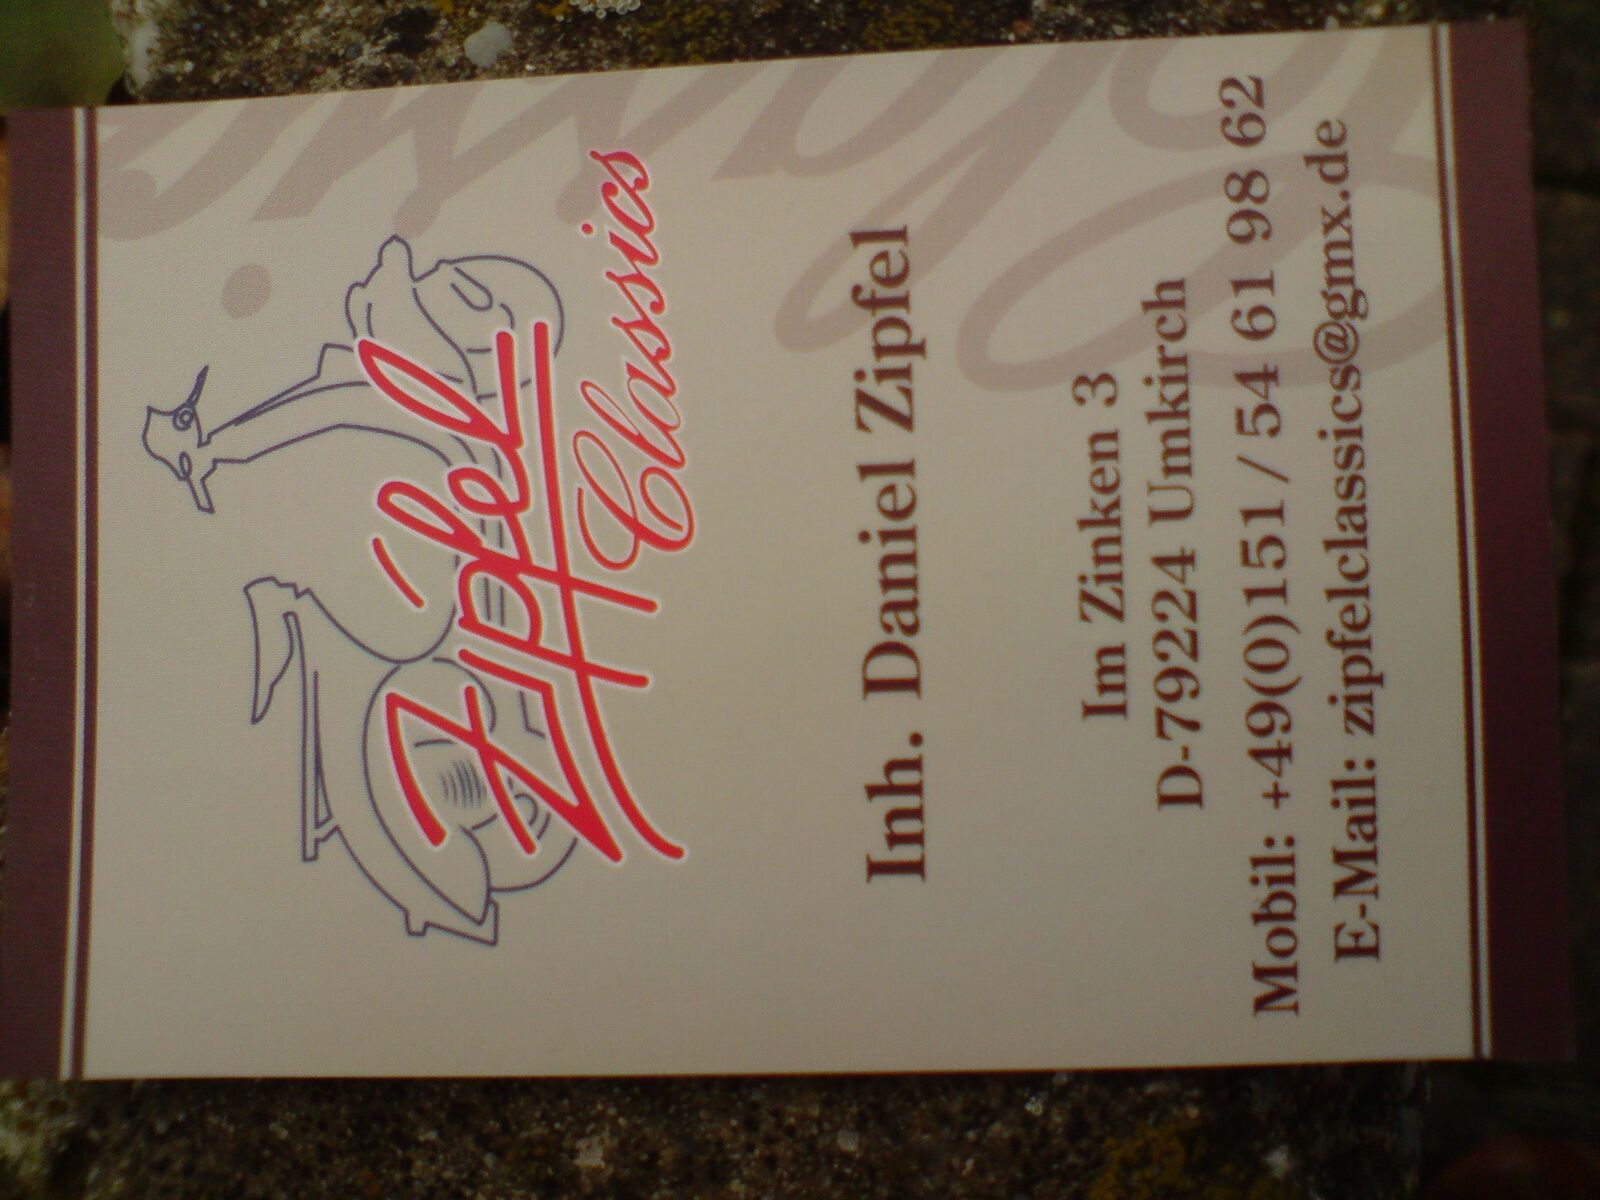 Zipfel
Classics
Inh. Daniel Zipfel
Im Zinken 3
D-79224 Umkirch
Mobil: +49(0)151 / 54 61 98 62
E-Mail: zipfelclassics@gmx.de